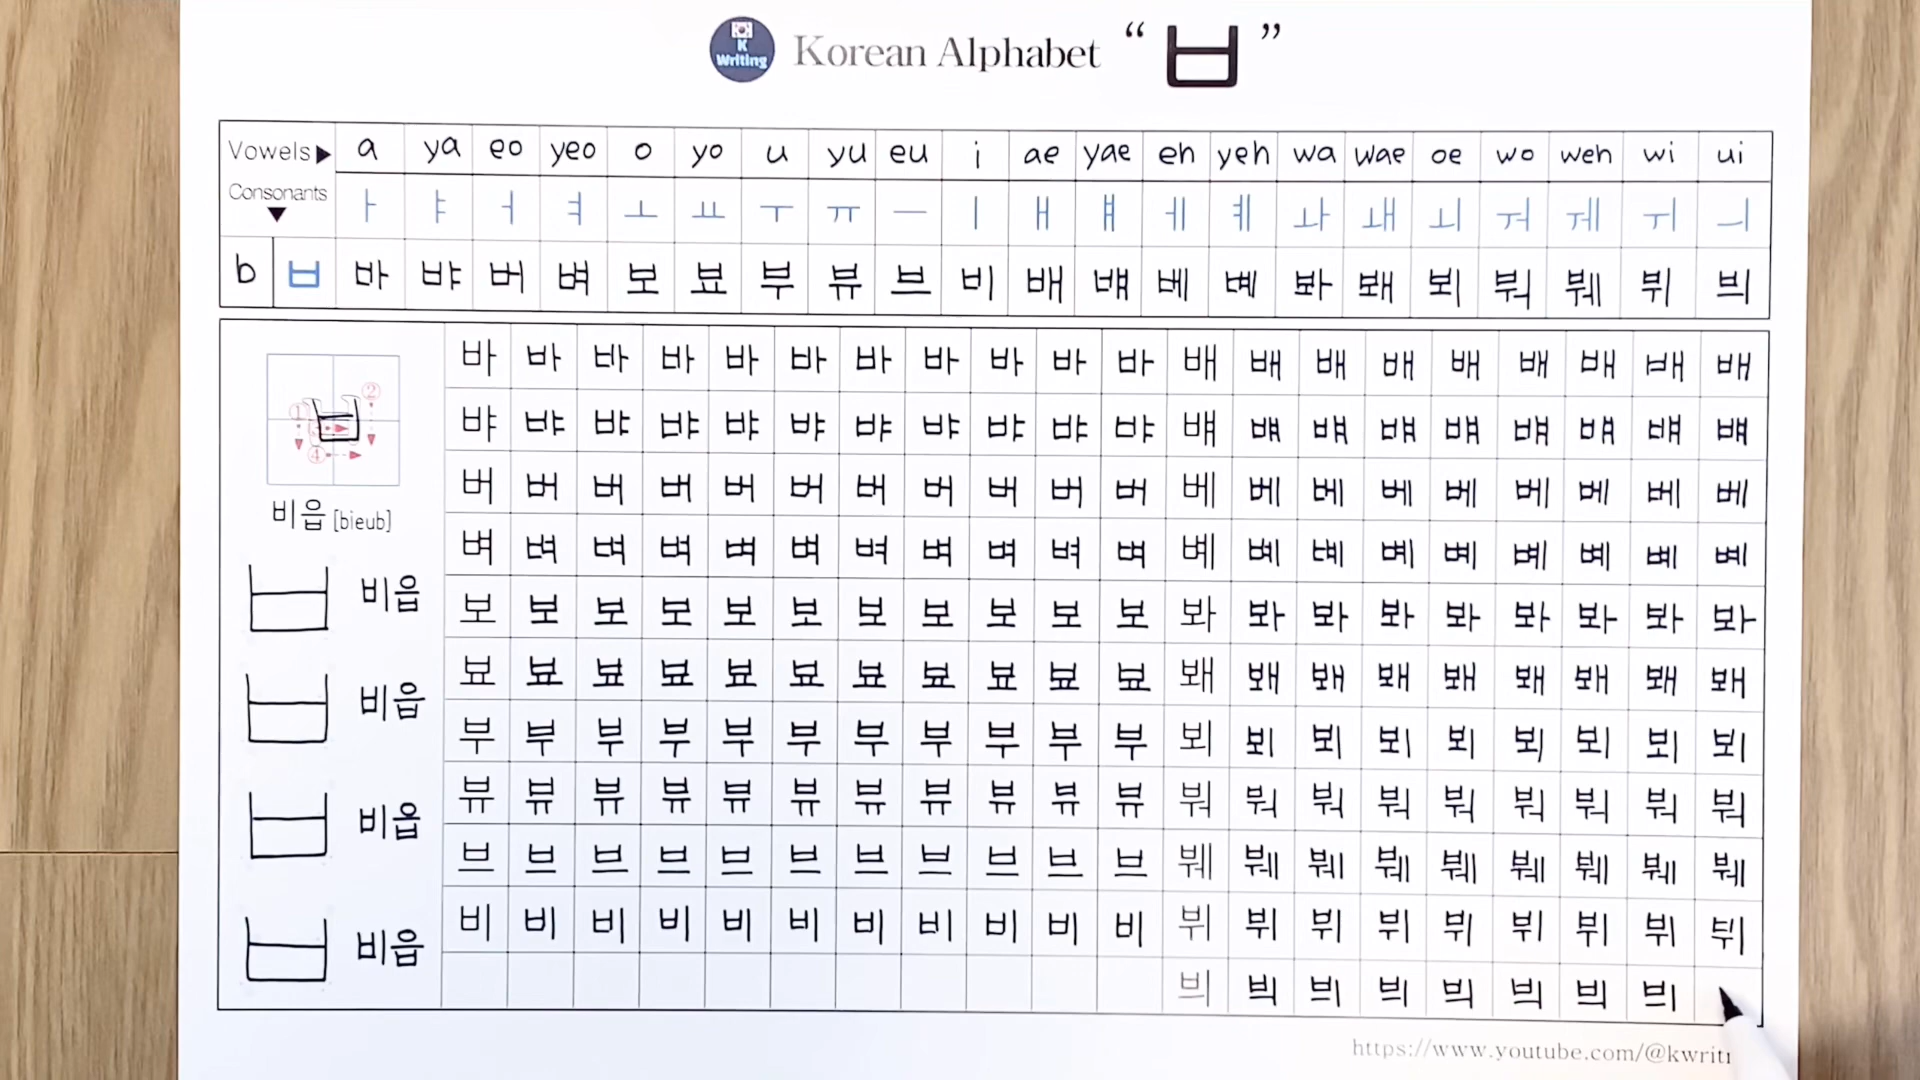 K Writing Korean Alphabet “ ㅂ ”
Vowels▶ a ya eo yeo o yo u yu eu i ae yae eh yeh wa wae oe wo weh wi ui
Consonants ▼ ㅏ ㅑ ㅓ ㅕ ㅗ ㅛ ㅜ ㅠ ㅡ ㅣ ㅐ ㅒ ㅔ ㅖ ㅘ ㅙ ㅚ ㅝ ㅞ ㅟ ㅢ
b ㅂ 바 뱌 버 벼 보 뵤 부 뷰 브 비 배 뱨 베 볘 봐 봬 뵈 붜 붸 뷔 븨
① ② ③ ④
비읍 [bieub]
ㅂ 비읍
ㅂ 비읍
ㅂ 비읍
ㅂ 비읍
바 바 바 바 바 바 바 바 바 바 바 배 배 배 배 배 배 배 배 배
뱌 뱌 뱌 뱌 뱌 뱌 뱌 뱌 뱌 뱌 뱌 뱨 뱨 뱨 뱨 뱨 뱨 뱨 뱨 뱨
버 버 버 버 버 버 버 버 버 버 버 베 베 베 베 베 베 베 베 베
벼 벼 벼 벼 벼 벼 벼 벼 벼 벼 벼 볘 볘 볘 볘 볘 볘 볘 볘 볘
보 보 보 보 보 보 보 보 보 보 보 봐 봐 봐 봐 봐 봐 봐 봐 봐
뵤 뵤 뵤 뵤 뵤 뵤 뵤 뵤 뵤 뵤 뵤 봬 봬 봬 봬 봬 봬 봬 봬 봬
부 부 부 부 부 부 부 부 부 부 부 뵈 뵈 뵈 뵈 뵈 뵈 뵈 뵈 뵈
뷰 뷰 뷰 뷰 뷰 뷰 뷰 뷰 뷰 뷰 뷰 붜 붜 붜 붜 붜 붜 붜 붜 붜
브 브 브 브 브 브 브 브 브 브 브 붸 붸 붸 붸 붸 붸 붸 붸 붸
비 비 비 비 비 비 비 비 비 비 비 뷔 뷔 뷔 뷔 뷔 뷔 뷔 뷔 뷔
븨 븨 븨 븨 븨 븨 븨 븨
https://www.youtube.com/@kwriti